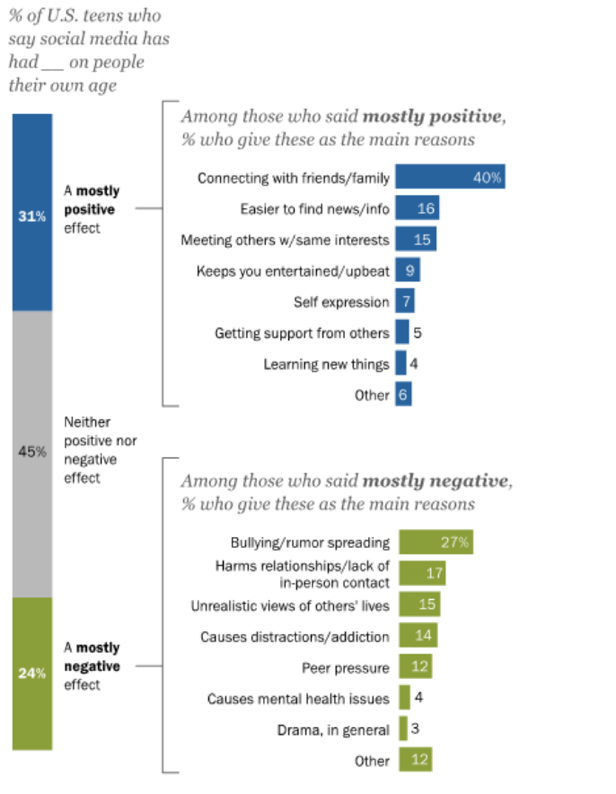 % of U.S. teens who
say social media has
had __ on people
their own age
31%
A mostly
positive
effect
45%
Neither
positive nor
negative
effect
24%
A mostly
negative
effect
Among those who said mostly positive,
% who give these as the main reasons
Connecting with friends/family 40%
Easier to find news/info 16
Meeting others w/same interests 15
Keeps you entertained/upbeat 9
Self expression 7
Getting support from others 5
Learning new things 4
Other 6
Among those who said mostly negative,
% who give these as the main reasons
Bullying/rumor spreading 27%
Harms relationships/lack of
in-person contact 17
Unrealistic views of others' lives 15
Causes distractions/addiction 14
Peer pressure 12
Causes mental health issues 4
Drama, in general 3
Other 12